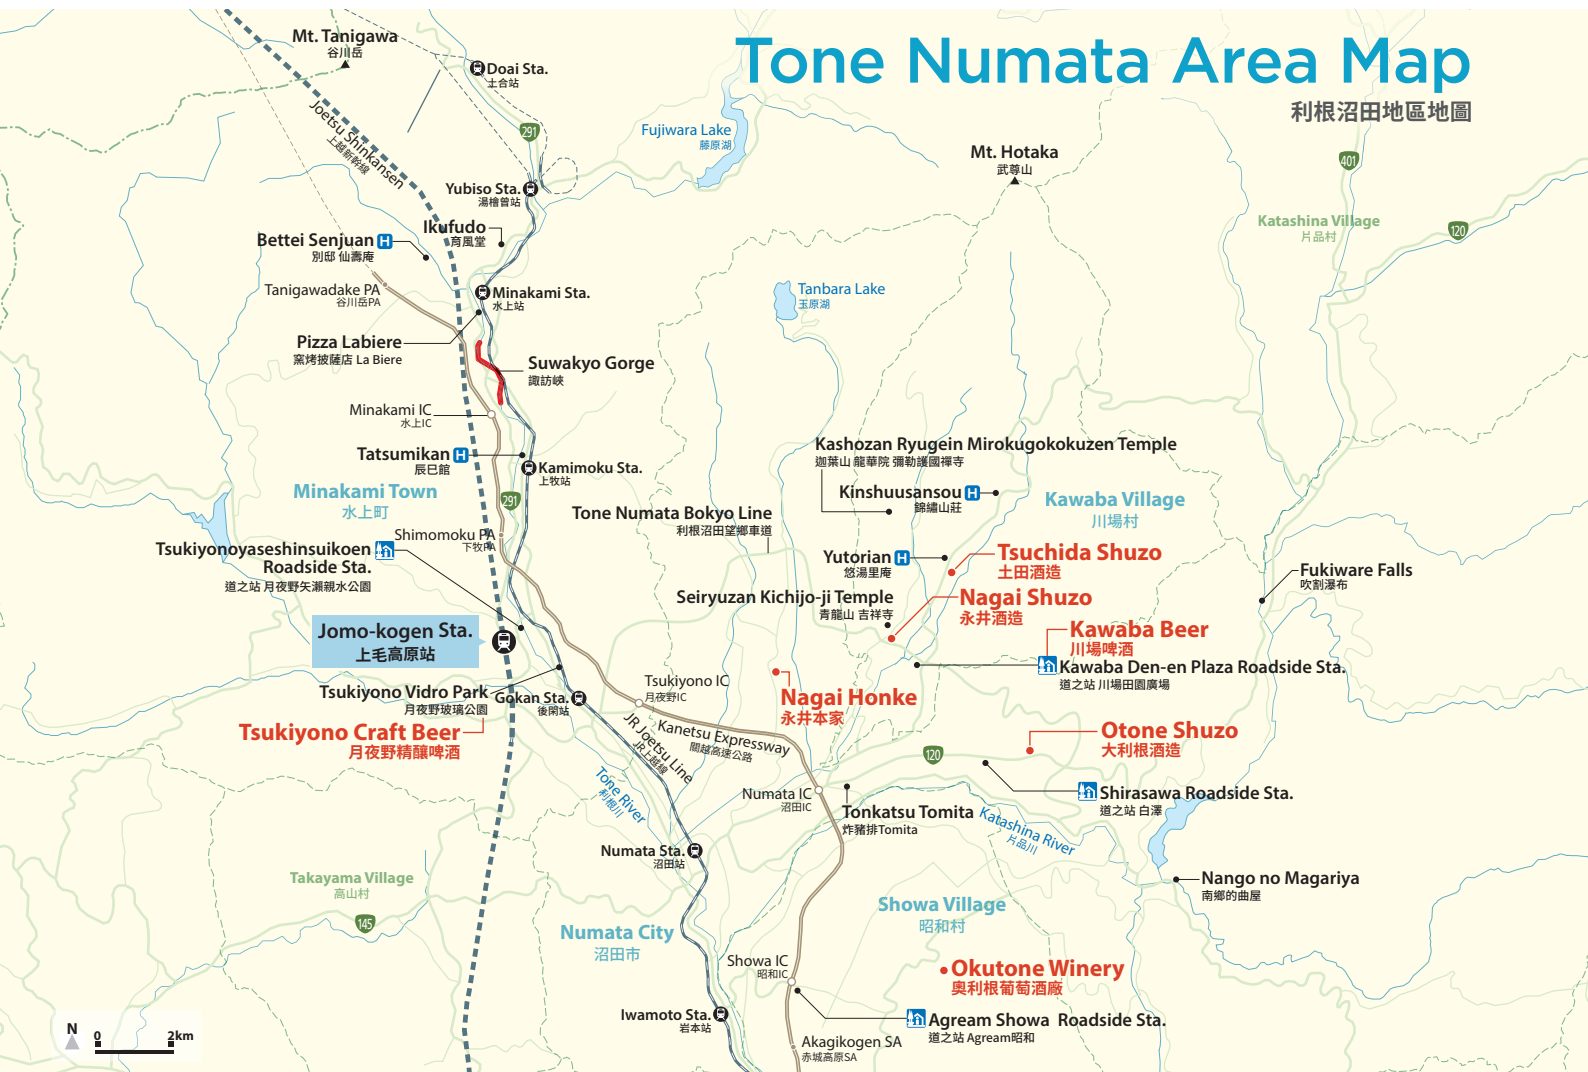 Tone Numata Area Map
利根沼田地區地圖
Mt. Tanigawa
谷川岳
Doai Sta.
土合站
291
Joetsu Shinkansen
上越新幹線
Fujiwara Lake
藤原湖
Mt. Hotaka
武尊山
401
Yubiso Sta.
湯檜曾站
Katashina Village
片品村
120
Ikufudo
育風堂
Bettei Senjuan H
別邸 仙壽庵
Tanigawadake PA
谷川岳PA
Minakami Sta.
水上站
Tanbara Lake
玉原湖
Pizza Labiere
窯烤披薩店 La Biere
Suwakyo Gorge
諏訪峽
Minakami IC
水上IC
Tatsumikan H
辰巳館
Kamimoku Sta.
上牧站
Kashozan Ryugein Mirokugokokuzen Temple
迦葉山 龍華院 彌勒護國禪寺
Minakami Town
水上町
291
Kinshuusansou H
錦繡山莊
Kawaba Village
川場村
Tone Numata Bokyo Line
利根沼田望鄉車道
Shimomoku PA
下牧PA
Tsukiyonoyaseshinsuikoen
Roadside Sta.
道之站 月夜野矢瀨親水公園
Yutorian H
悠湯里庵
Tsuchida Shuzo
土田酒造
Fukiware Falls
吹割瀑布
Seiryuzan Kichijo-ji Temple
青龍山 吉祥寺
Nagai Shuzo
永井酒造
Jomo-kogen Sta.
上毛高原站
Kawaba Beer
川場啤酒
Kawaba Den-en Plaza Roadside Sta.
道之站 川場田園廣場
Tsukiyono Vidro Park
月夜野玻璃公園
Gokan Sta.
後閑站
Tsukiyono IC
月夜野IC
Nagai Honke
永井本家
Tsukiyono Craft Beer
月夜野精釀啤酒
JR Joetsu Line
JR上越線
Kanetsu Expressway
關越高速公路
Otone Shuzo
大利根酒造
120
Tone River
利根川
Numata IC
沼田IC
Shirasawa Roadside Sta.
道之站 白澤
Tonkatsu Tomita
炸豬排Tomita
Katashina River
片品川
Numata Sta.
沼田站
Takayama Village
高山村
Nango no Magariya
南鄉的曲屋
145
Showa Village
昭和村
Numata City
沼田市
Showa IC
昭和IC
Okutone Winery
奧利根葡萄酒廠
Iwamoto Sta.
岩本站
Agream Showa Roadside Sta.
道之站 Agream昭和
Akagikogen SA
赤城高原SA
N
0 2km